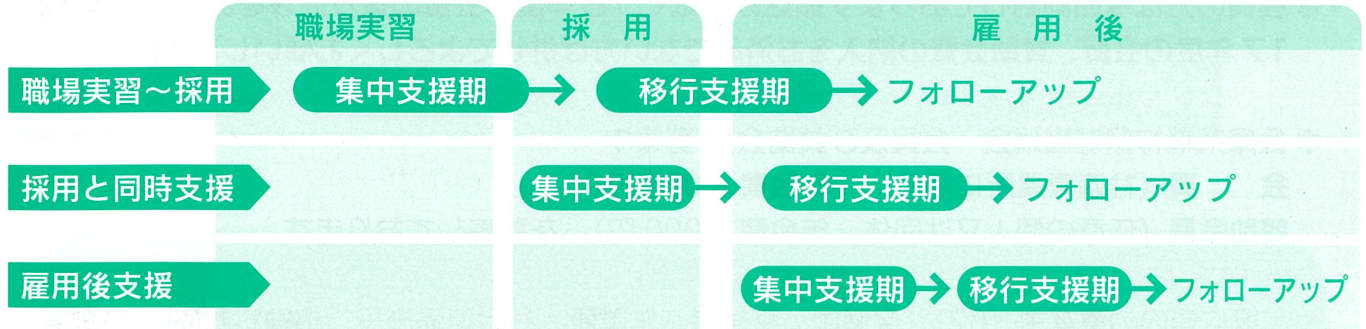 職場実習 採用 雇用後
職場実習～採用 集中支援期 移行支援期 フォローアップ
採用と同時支援 集中支援期 移行支援期 フォローアップ
雇用後支援 集中支援期 移行支援期 フォローアップ